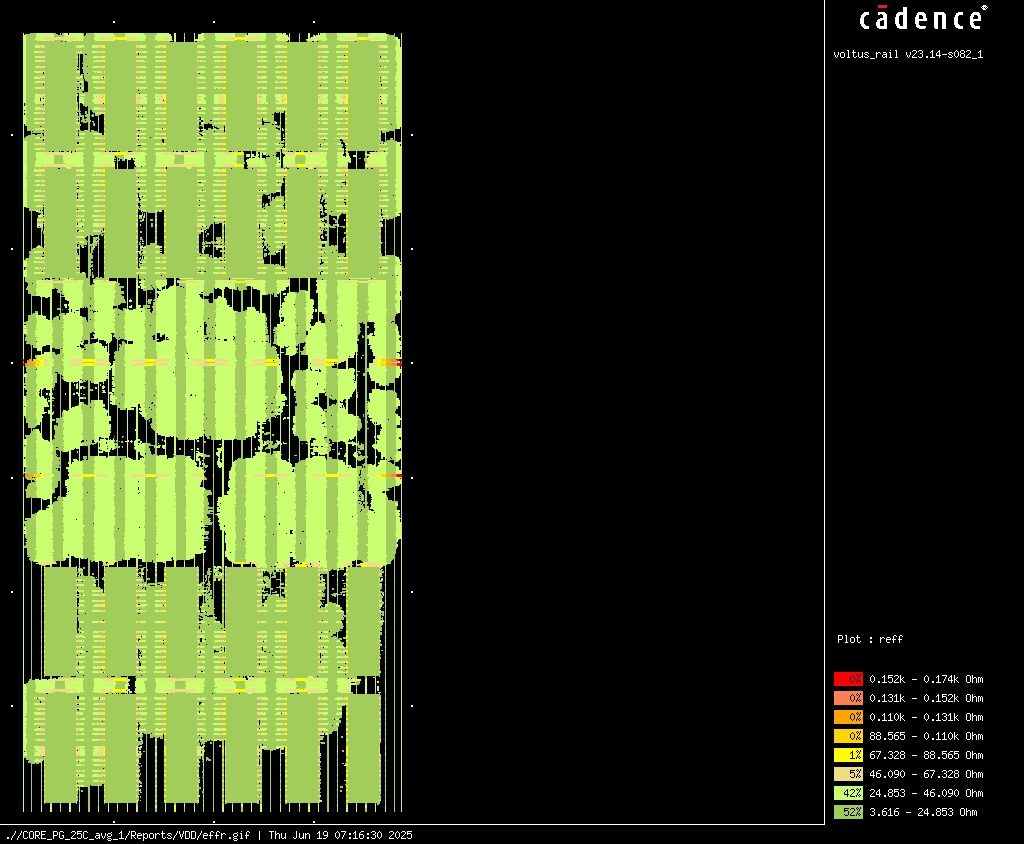 cādence®
voltus_rail v23.14-s082_1
Plot : reff
0% 0.152k - 0.174k Ohm
0% 0.131k - 0.152k Ohm
0% 0.110k - 0.131k Ohm
0% 88.565 - 0.110k Ohm
1% 67.328 - 88.565 Ohm
5% 46.090 - 67.328 Ohm
42% 24.853 - 46.090 Ohm
52% 3.616 - 24.853 Ohm
.//CORE_PG_25C_avg_1/Reports/VDD/effr.gif | Thu Jun 19 07:16:30 2025